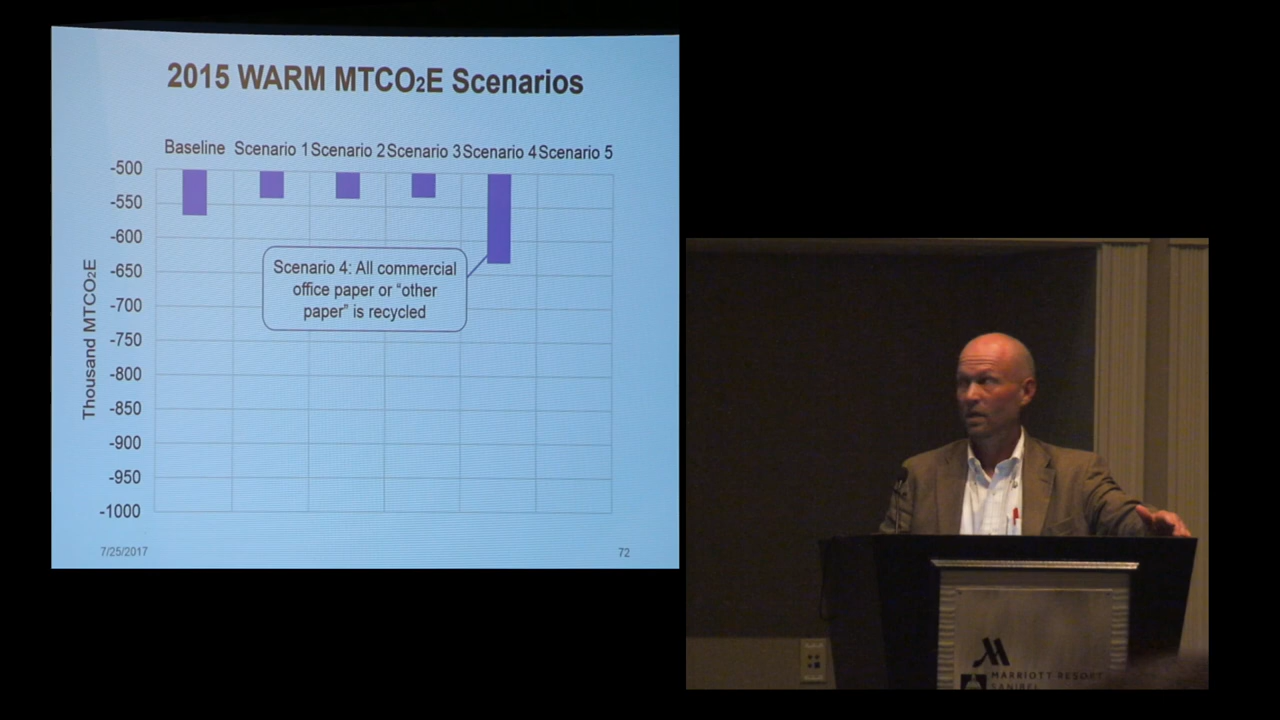 2015 WARM MTCO2E Scenarios
Baseline Scenario 1 Scenario 2 Scenario 3 Scenario 4 Scenario 5
-500
-550
-600
-650
-700
-750
-800
-850
-900
-950
-1000
Thousand MTCO2E
Scenario 4: All commercial
office paper or “other
paper” is recycled
7/25/2017
72
MARRIOTT RESORT
SANIBEL